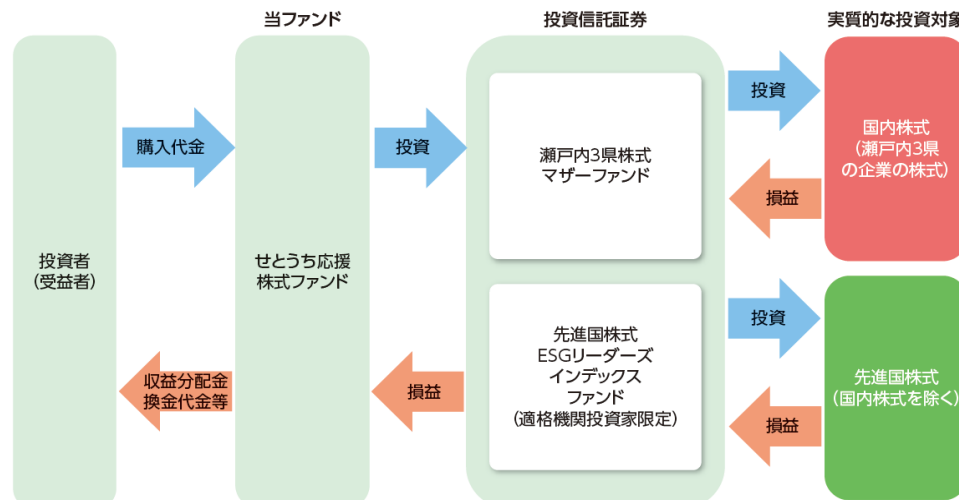 当ファンド
投資信託証券
実質的な投資対象
投資者
(受益者)
購入代金
収益分配金
換金代金等
せとうち応援
株式ファンド
投資
損益
瀬戸内3県株式
マザーファンド
先進国株式
ESGリーダーズ
インデックス
ファンド
(適格機関投資家限定)
投資
損益
国内株式
(瀬戸内3県
の企業の株式)
投資
損益
先進国株式
(国内株式を除く)